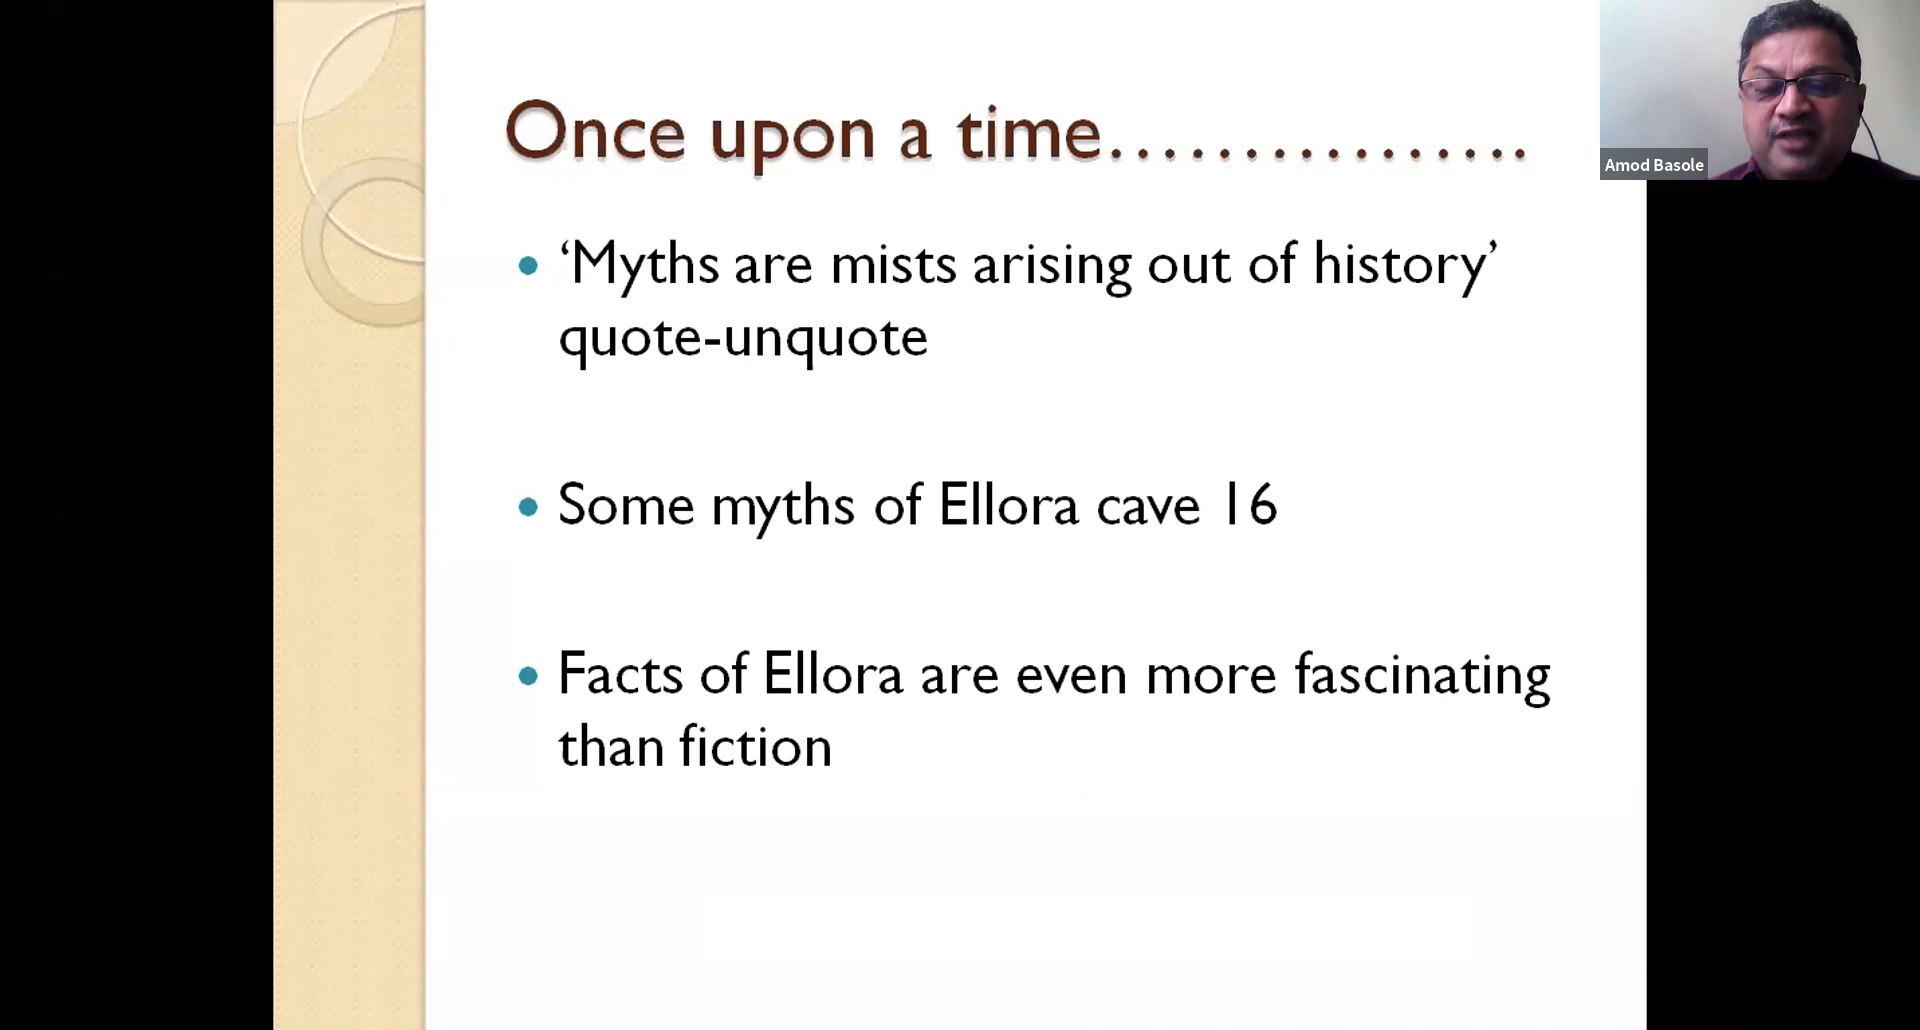 Once upon a time................
• ‘Myths are mists arising out of history’
quote-unquote
• Some myths of Ellora cave 16
• Facts of Ellora are even more fascinating
than fiction
Amod Basole